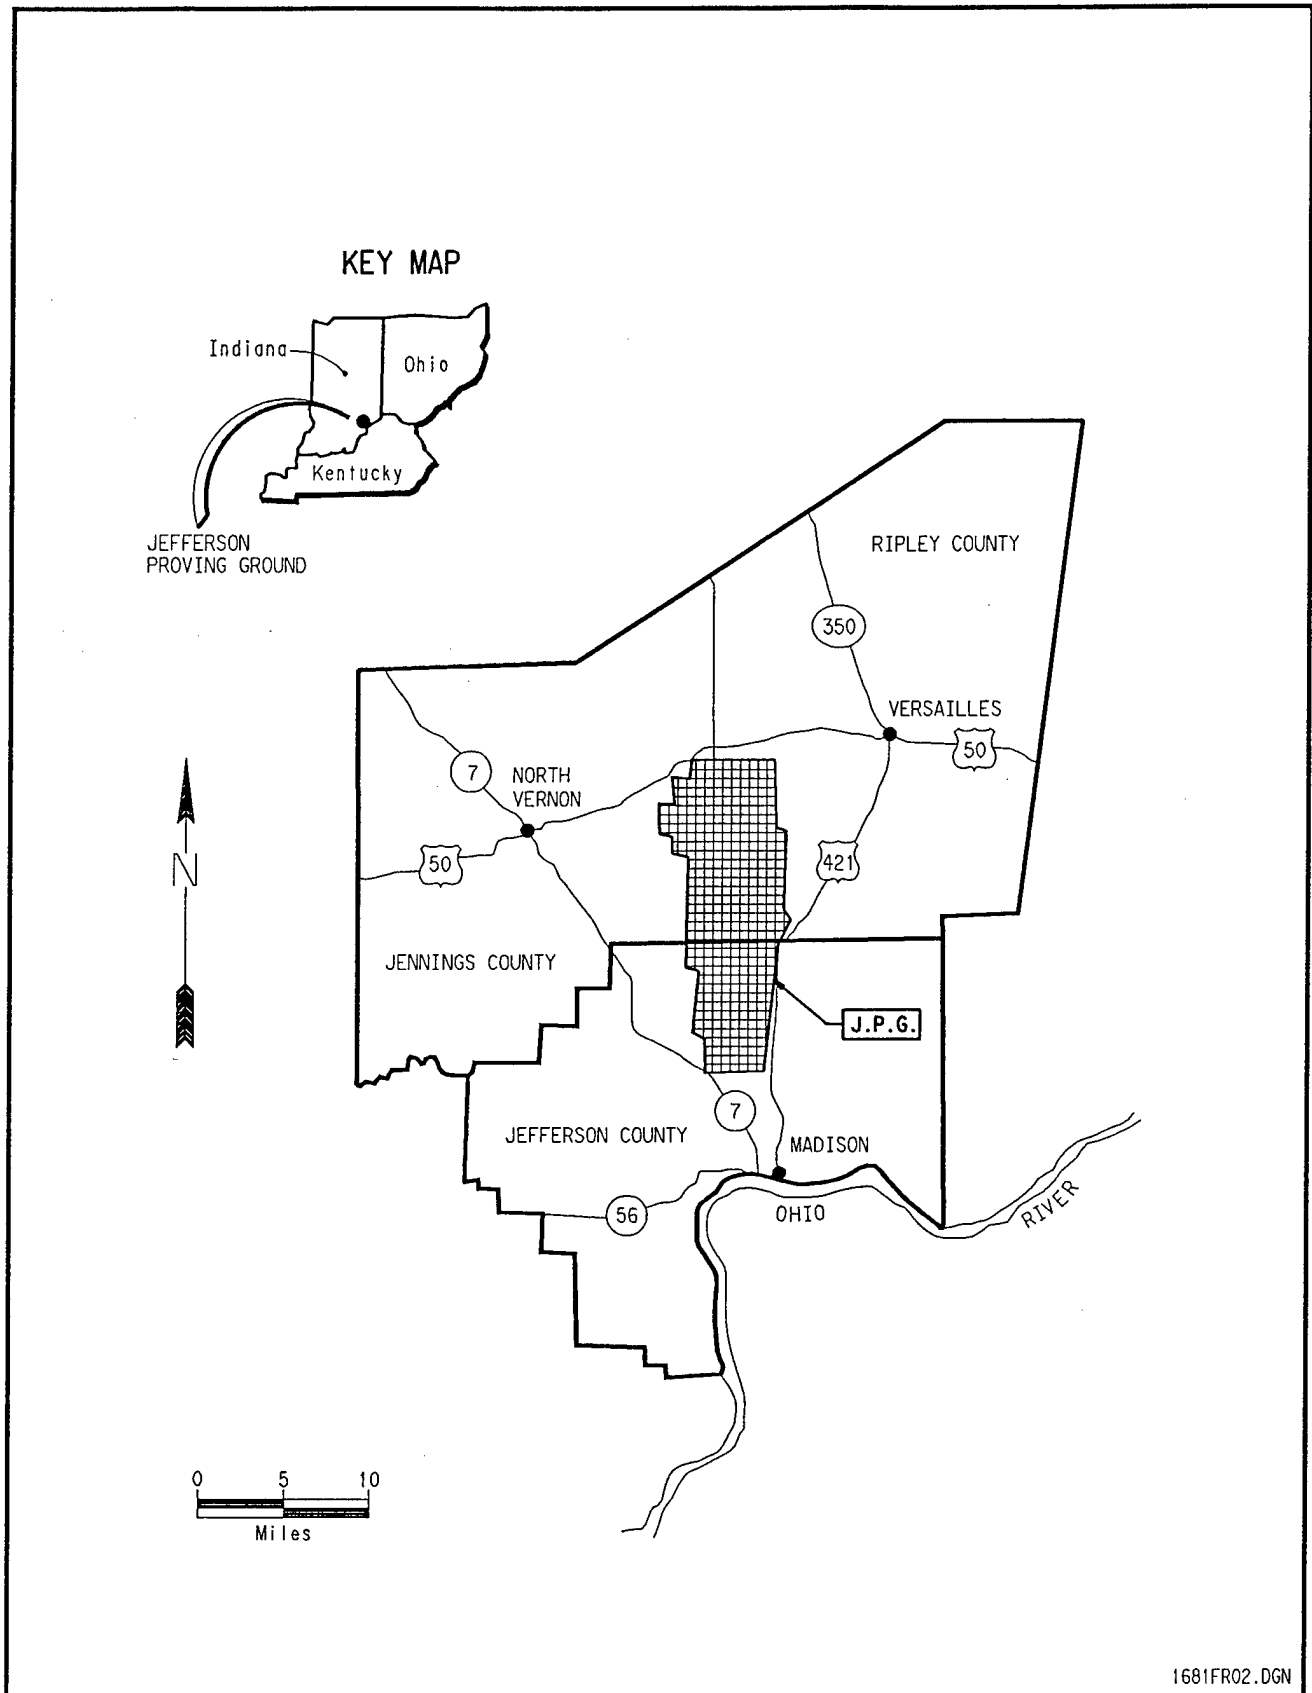 KEY MAP
Indiana
Ohio
Kentucky
JEFFERSON
PROVING GROUND
RIPLEY COUNTY
350
VERSAILLES
50
7
NORTH
VERNON
50
421
N
JENNINGS COUNTY
J.P.G.
7
JEFFERSON COUNTY
MADISON
56
OHIO
RIVER
0 5 10
Miles
1681FR02.DGN